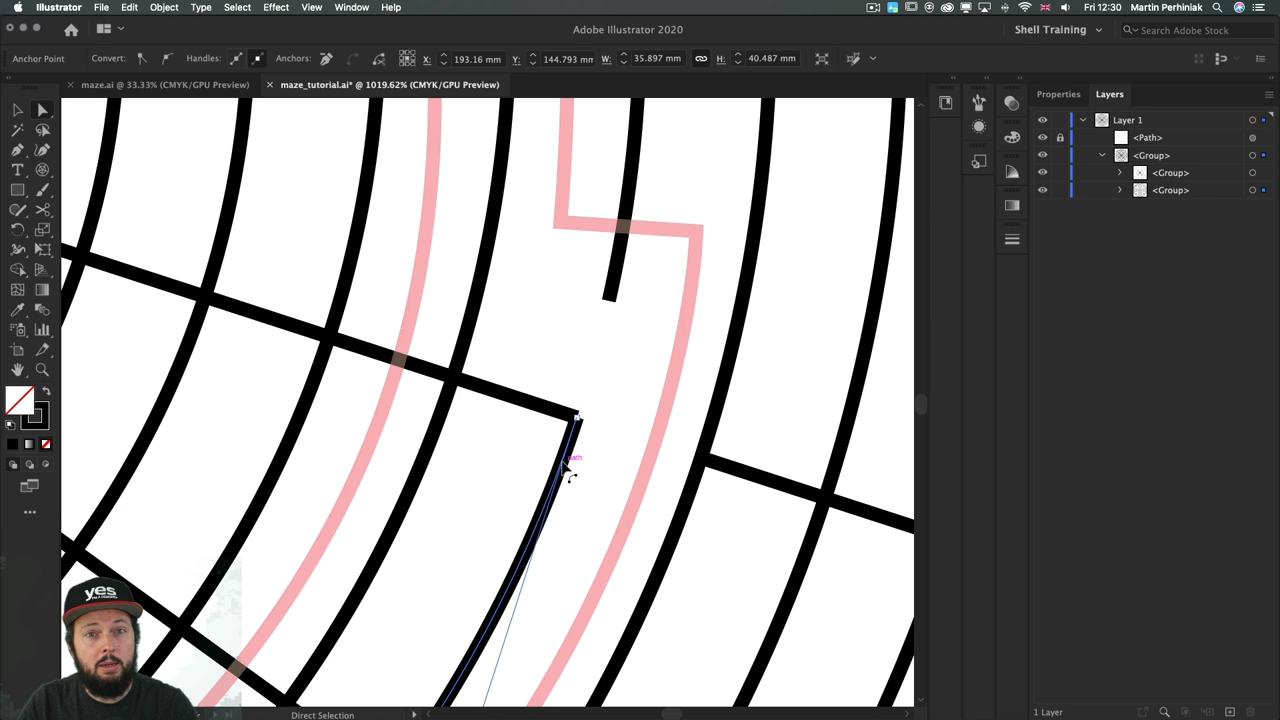 Illustrator File Edit Object Type Select Effect View Window Help Fri 12:30 Martin Perhiniak
Adobe Illustrator 2020 Shell Training Search Adobe Stock
Anchor Point Convert: Handles: Anchors: X: 193.16 mm Y: 144.793 mm W: 35.897 mm H: 40.487 mm
maze.ai @ 33.33% (CMYK/GPU Preview) maze_tutorial.ai* @ 1019.62% (CMYK/GPU Preview)
Properties Layers
Layer 1
<Path>
<Group>
<Group>
<Group>
path
yes
1 Layer
Direct Selection